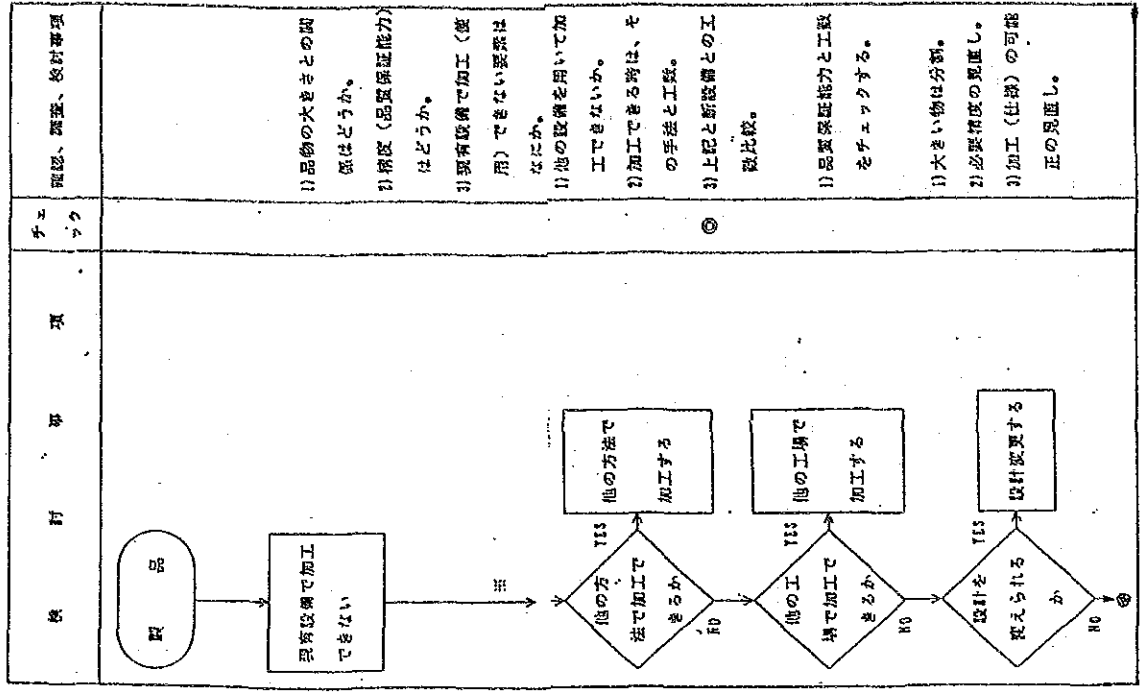 検討事項
チェック
確認、調査、検討事項
製品
現有設備で加工
できない
※
他の方
法で加工で
きるか
YES
他の方法で
加工する
NO
他の工
場で加工で
きるか
YES
他の工場で
加工する
NO
設計を
変えられる
か
YES
設計変更する
NO
◎
1)品物の大きさとの関
係はどうか。
2)精度(品質保証能力)
はどうか。
3)現有設備で加工(使
用)できない要素は
なにか。
1)他の設備を用いて加
工できないか。
2)加工できる時は、そ
の手法と工数。
3)上記と新設備との工
数比較。
1)品質保証能力と工数
をチェックする。
1)大きい物は分割。
2)必要精度の見直し。
3)加工(仕様)の可能
正の見直し。